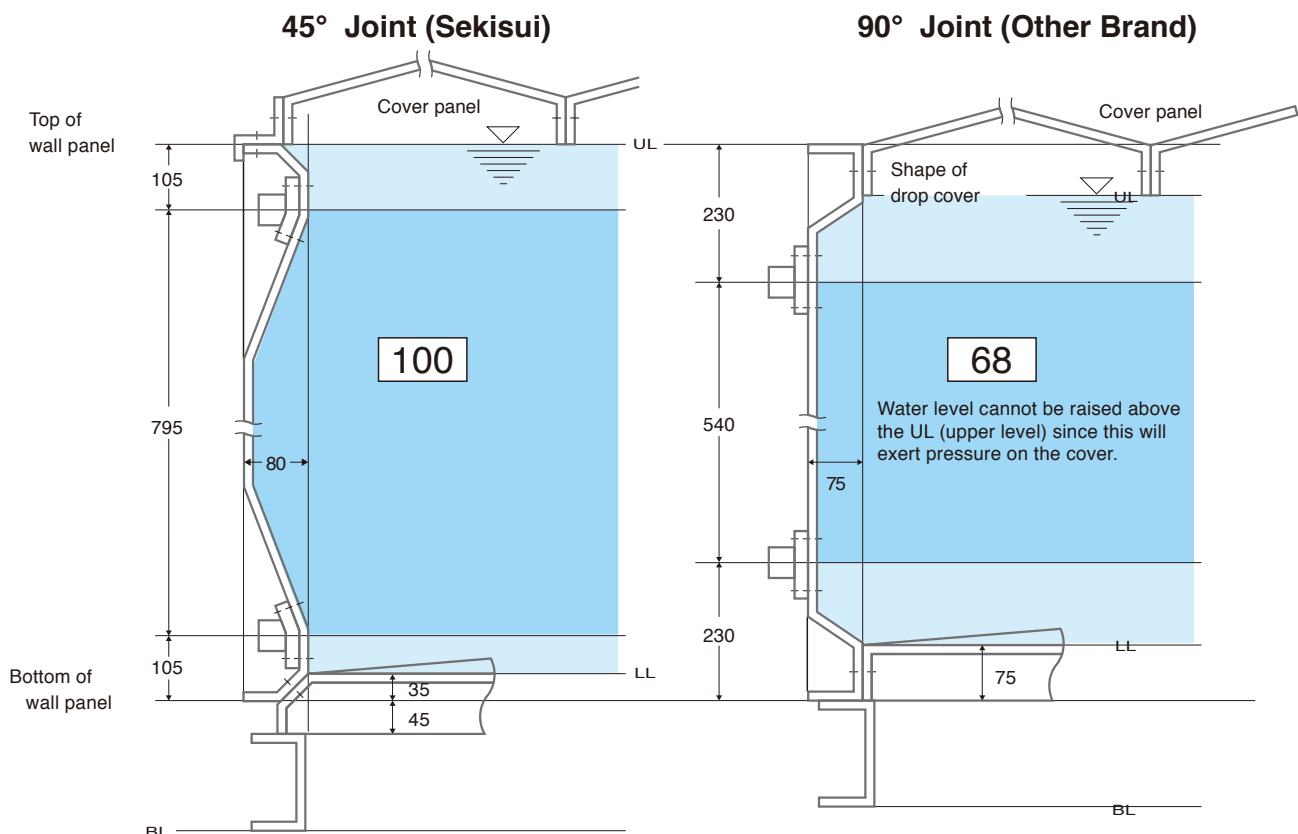 45° Joint (Sekisui)
90° Joint (Other Brand)
Top of
wall panel
Cover panel
UL
105
795
100
80
105
Bottom of
wall panel
LL
35
45
BL
Cover panel
Shape of
drop cover
UL
230
68
Water level cannot be raised above
the UL (upper level) since this will
exert pressure on the cover.
540
75
230
LL
75
BL